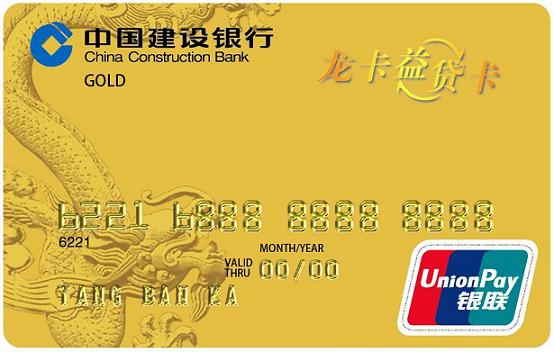 中国建设银行
China Construction Bank
GOLD
龙卡益贷卡
6221 6888 8888 8888
6221
MONTH/YEAR
VALID THRU 00/00
YANG BAN KA
UnionPay
银联